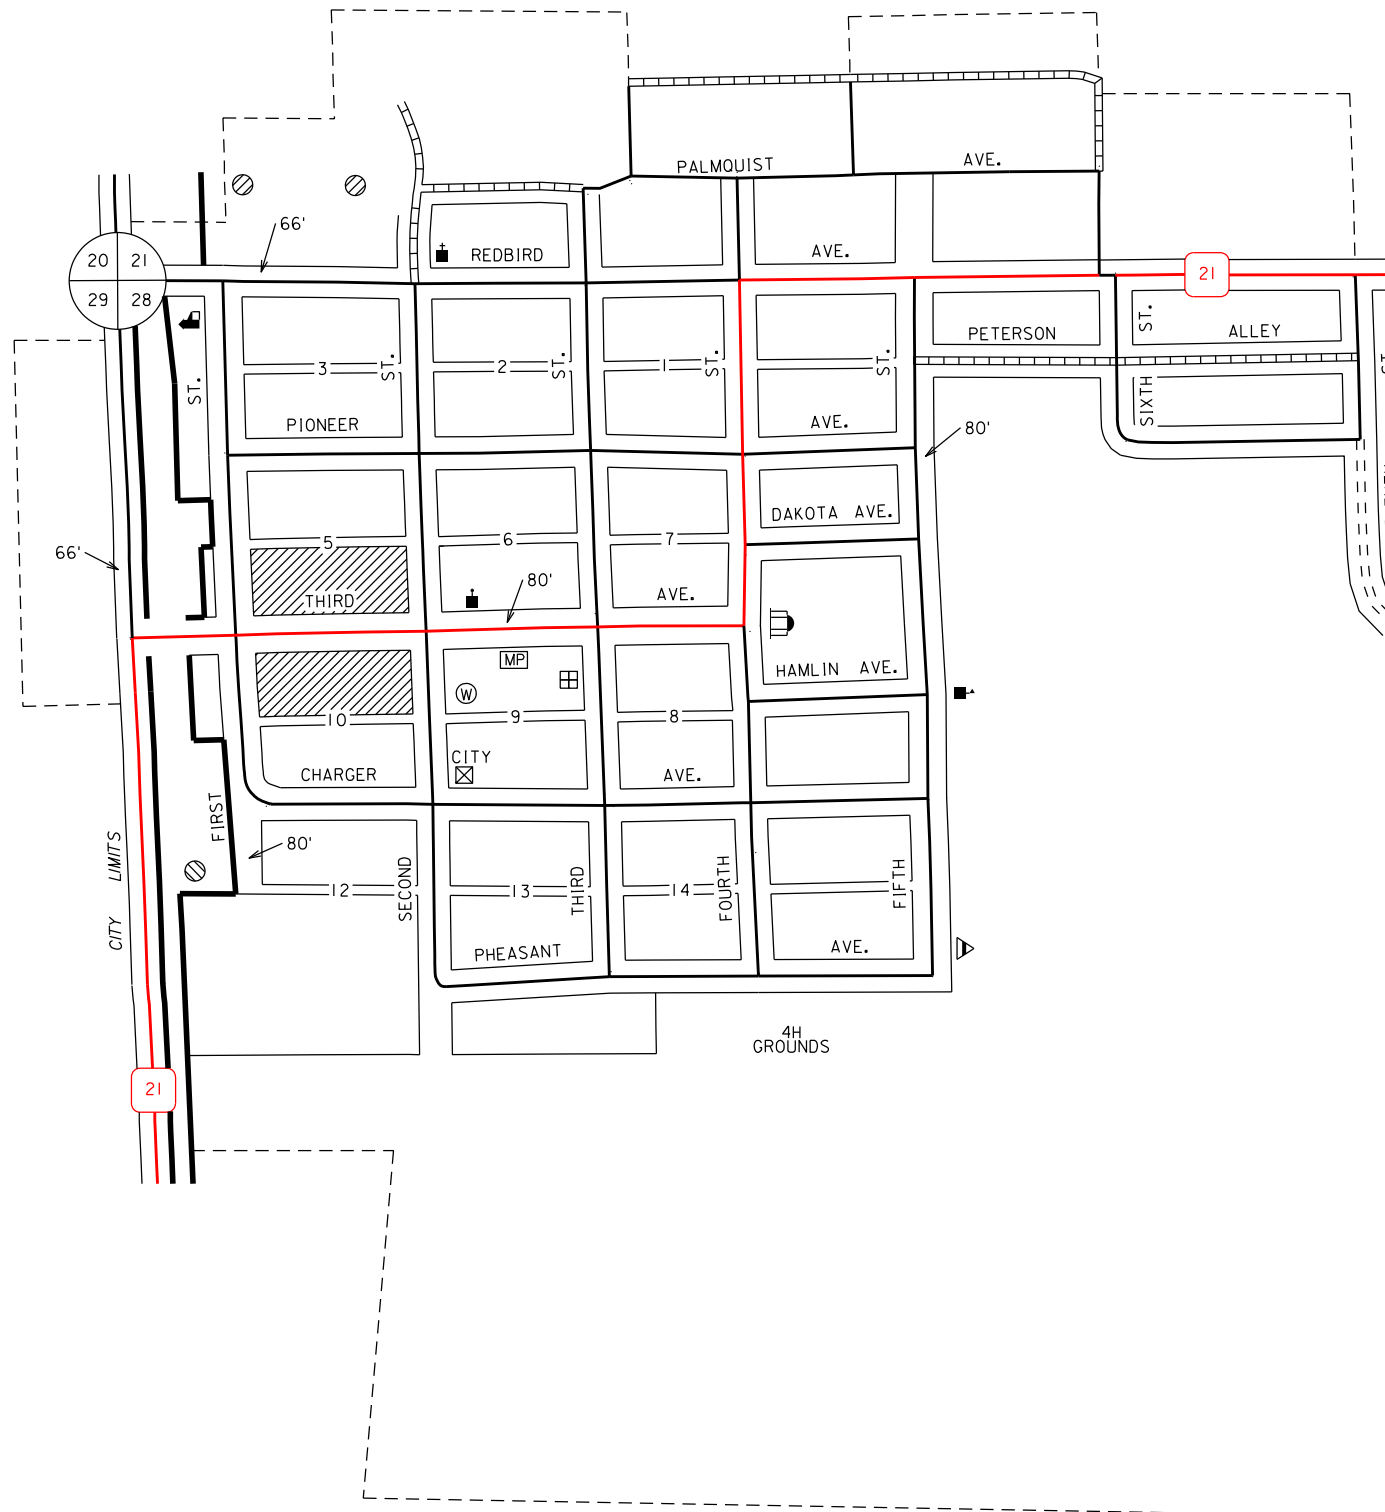 PALMQUIST AVE.
66'
REDBIRD AVE.
20 21
29 28
21
ST.
PETERSON ALLEY
3 ST. 2 ST. 1 ST. ST.
ST.
PIONEER AVE.
SIXTH
80'
DAKOTA AVE.
5 6 7
66'
80'
THIRD AVE.
HAMLIN AVE.
MP
W
10 9 8
CITY
CHARGER AVE.
FIRST
80'
CITY LIMITS
SECOND
THIRD
FOURTH
FIFTH
12 13 14
PHEASANT AVE.
4H
GROUNDS
21